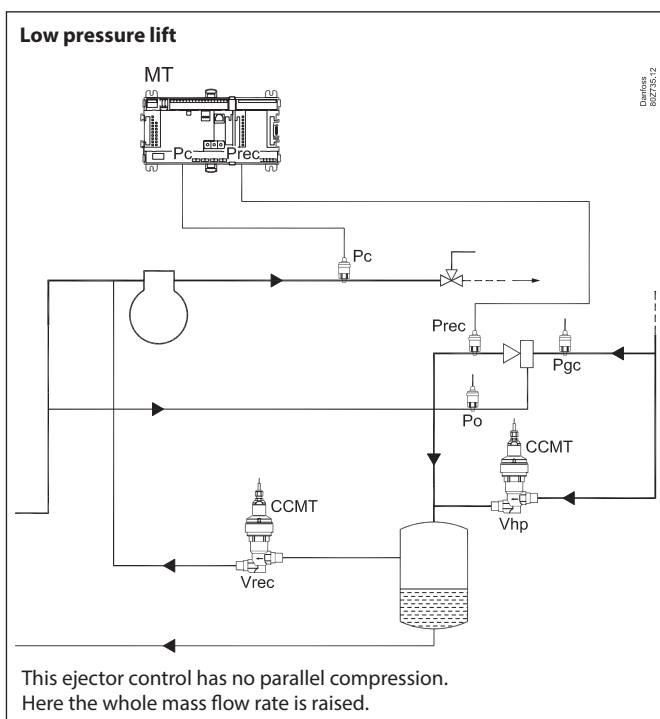 Low pressure lift
MT
Danfoss
80Z735.12
Pc Prec
Pc
Prec
Pgc
Po
CCMT
CCMT
Vhp
Vrec
This ejector control has no parallel compression.
Here the whole mass flow rate is raised.